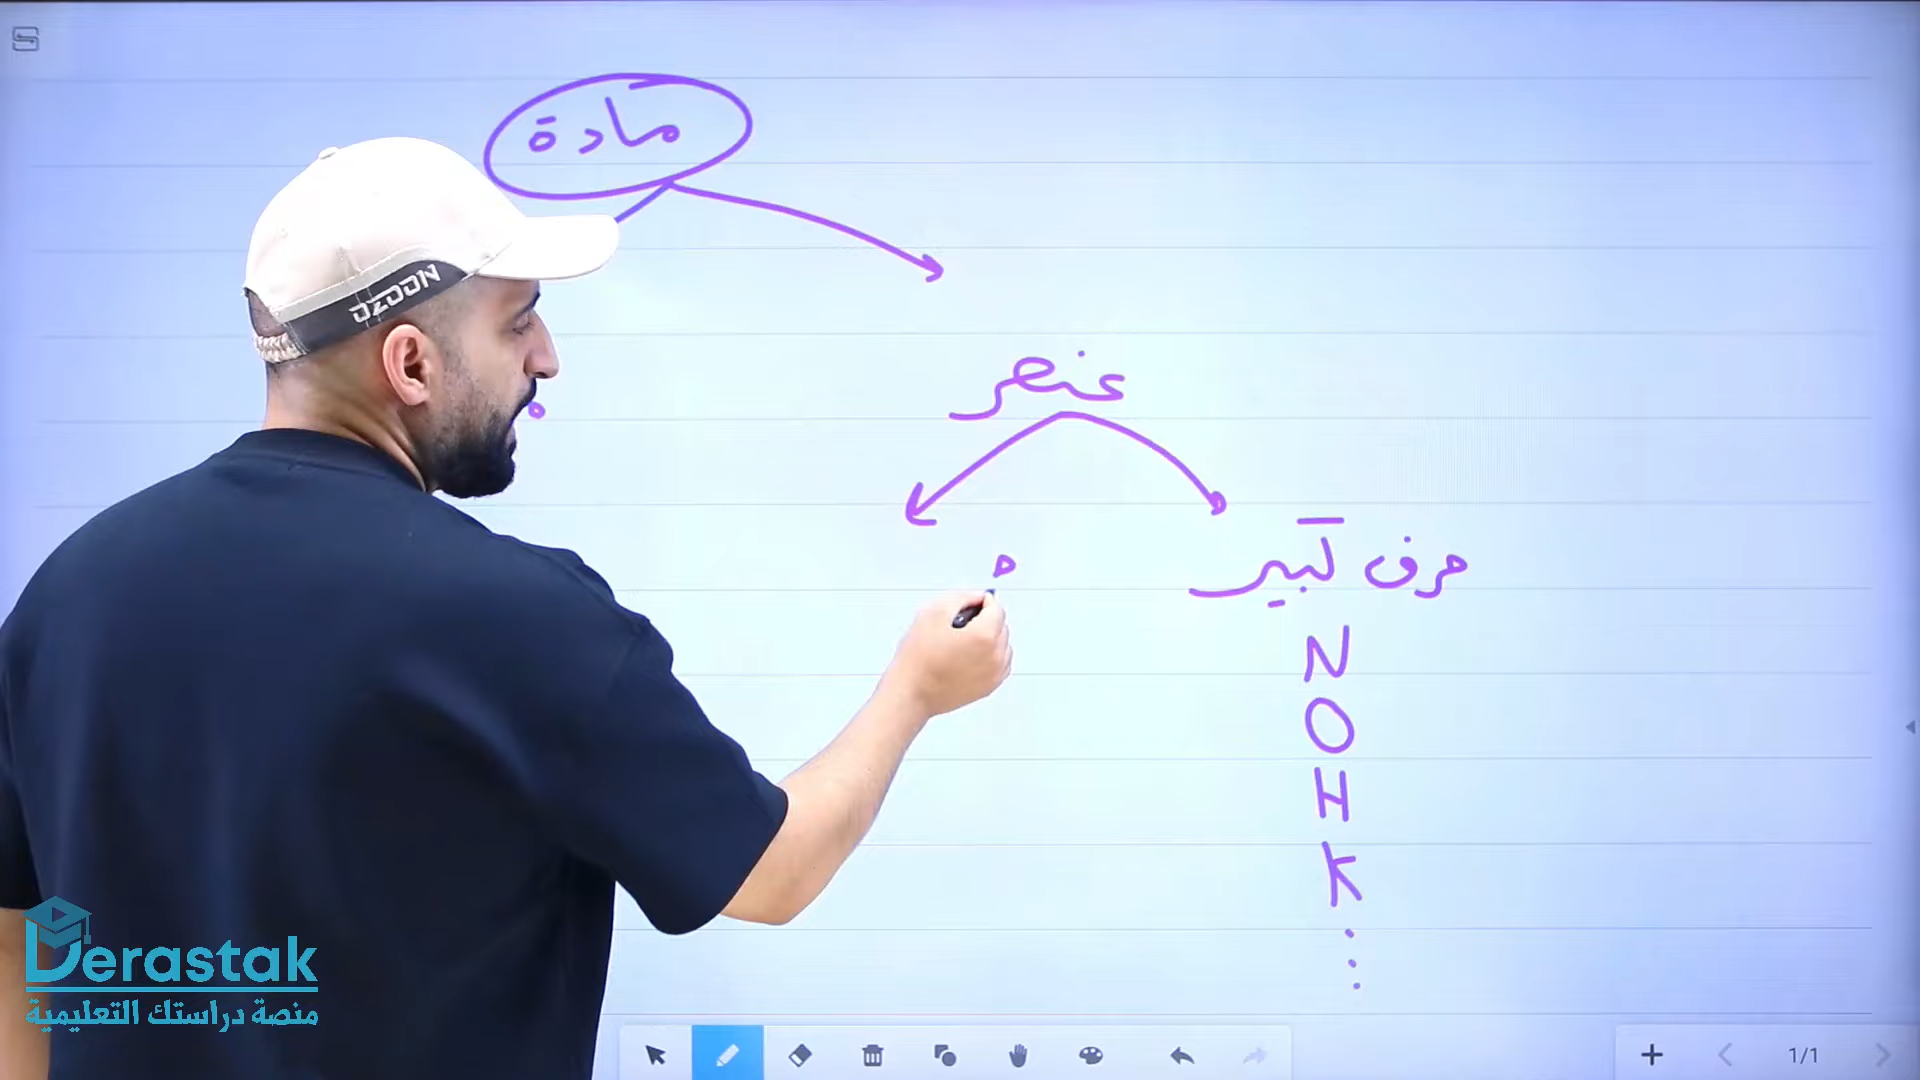 مادة
OZOON
عنصر
حرف كبير
N
O
H
K
Derastak
منصة دراستك التعليمية
1/1